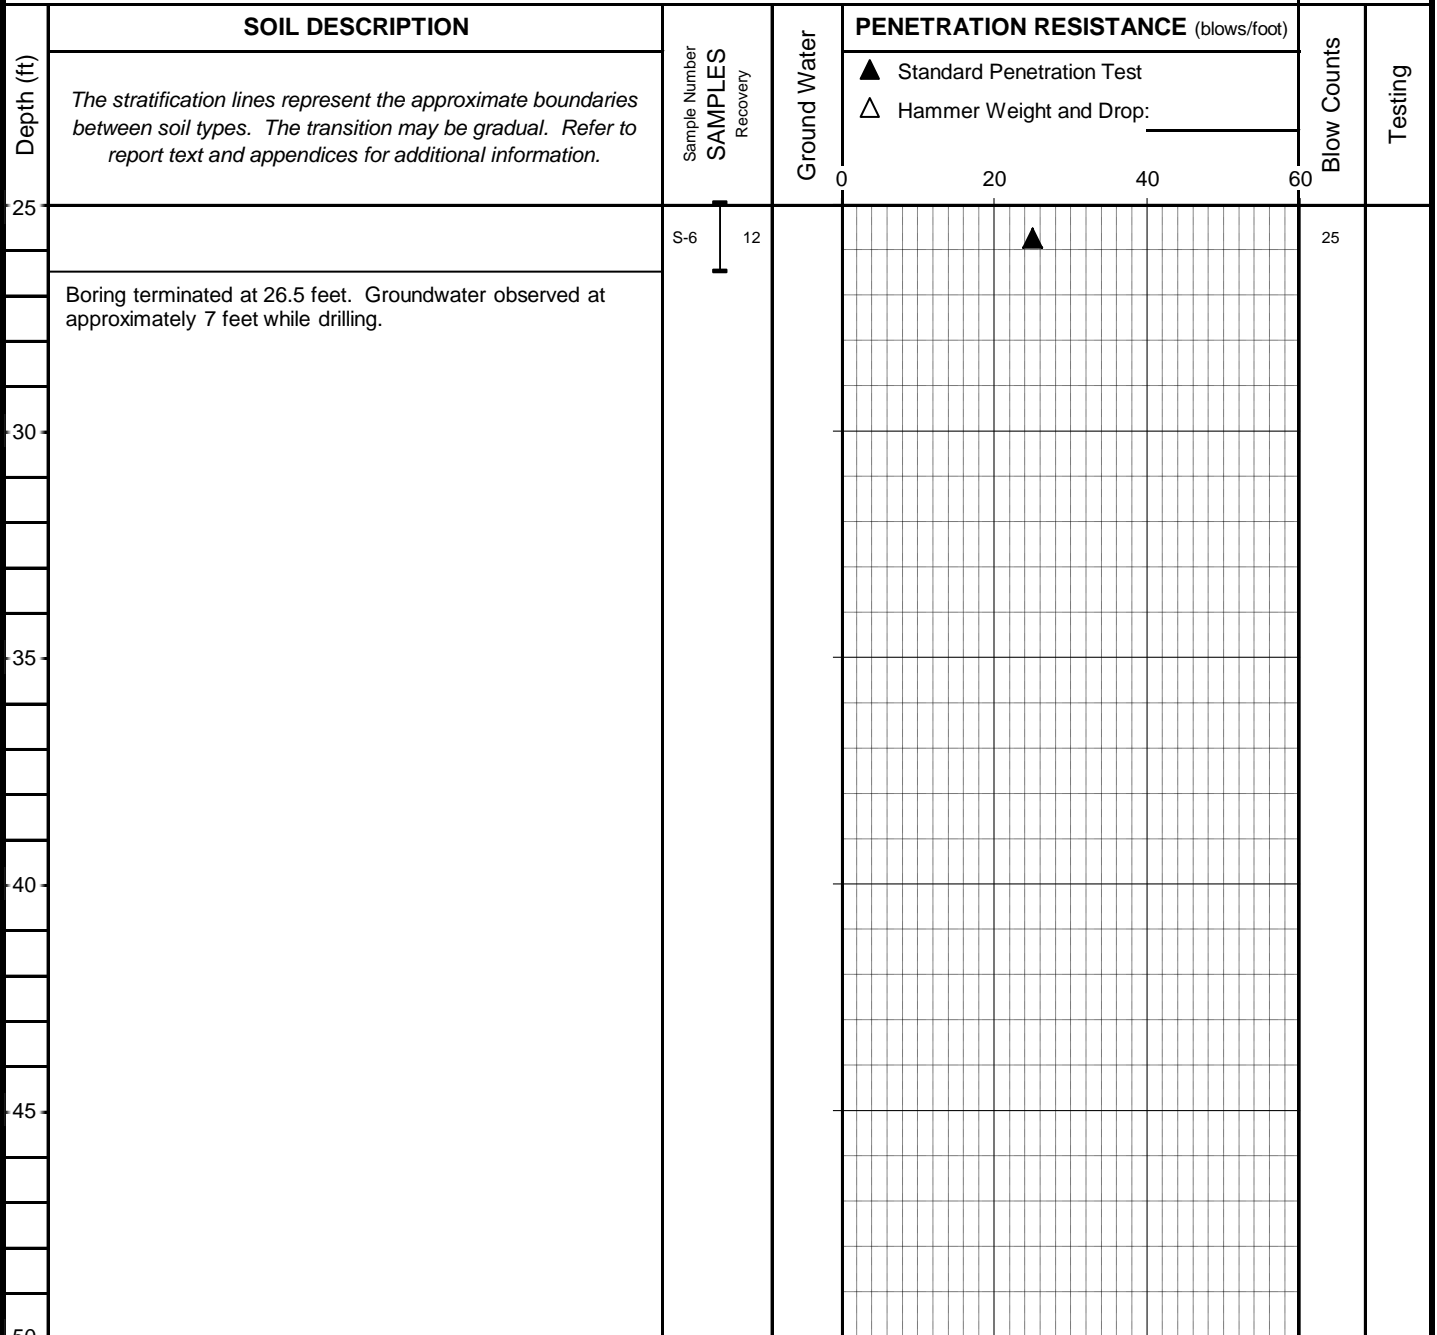 SOIL DESCRIPTION
The stratification lines represent the approximate boundaries
between soil types. The transition may be gradual. Refer to
report text and appendices for additional information.
Depth (ft)
Sample Number
SAMPLES
Recovery
Ground Water
PENETRATION RESISTANCE (blows/foot)
▲ Standard Penetration Test
△ Hammer Weight and Drop:
0 20 40 60
Blow Counts
Testing
25
S-6 12 25
Boring terminated at 26.5 feet. Groundwater observed at
approximately 7 feet while drilling.
30
35
40
45
50